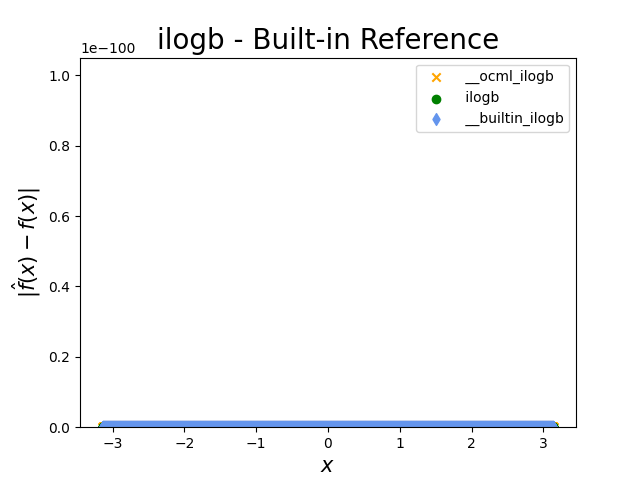 ilogb - Built-in Reference
1e−100
1.0
0.8
0.6
0.4
0.2
0.0
|f̂(x) − f(x)|
__ocml_ilogb
ilogb
__builtin_ilogb
−3 −2 −1 0 1 2 3
x